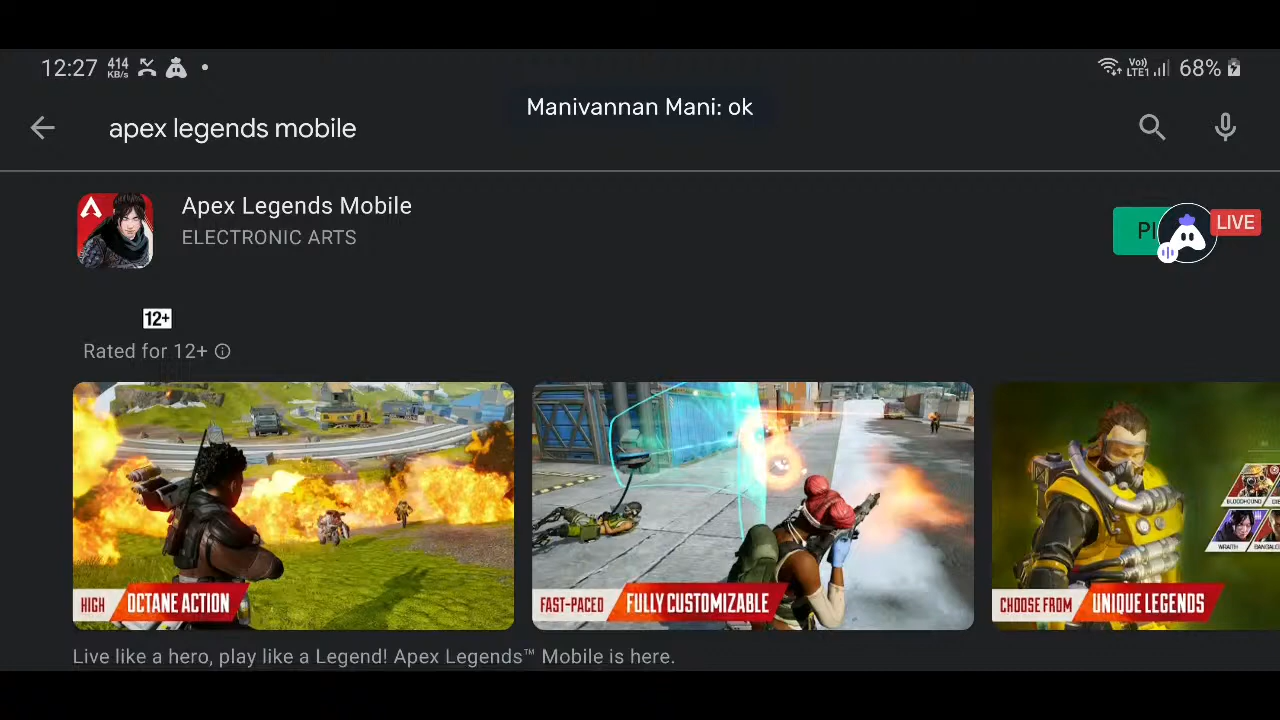 12:27 414 KB/s Vo)) LTE1 68%
Manivannan Mani: ok
apex legends mobile
Apex Legends Mobile
ELECTRONIC ARTS
LIVE
12+
Rated for 12+
HIGH OCTANE ACTION
FAST-PACED FULLY CUSTOMIZABLE
BLOODHOUND
WRAITH
CHOOSE FROM UNIQUE LEGENDS
Live like a hero, play like a Legend! Apex Legends™ Mobile is here.